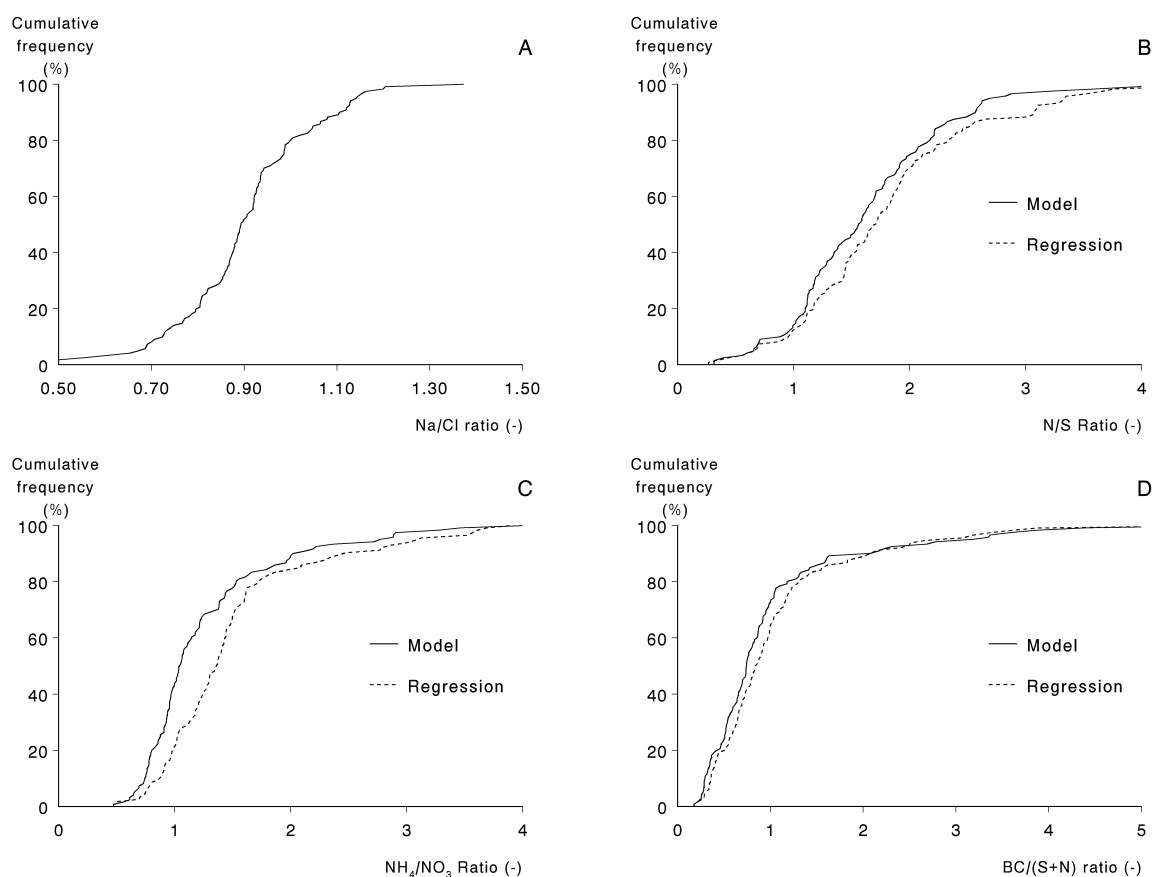 Cumulative
frequency
(%)
A
100
80
60
40
20
0
0.50 0.70 0.90 1.10 1.30 1.50
Na/Cl ratio (-)
Cumulative
frequency
(%)
B
100
80
60
40
20
0
Model
Regression
0 1 2 3 4
N/S Ratio (-)
Cumulative
frequency
(%)
C
100
80
60
40
20
0
Model
Regression
0 1 2 3 4
NH₄/NO₃ Ratio (-)
Cumulative
frequency
(%)
D
100
80
60
40
20
0
Model
Regression
0 1 2 3 4 5
BC/(S+N) ratio (-)